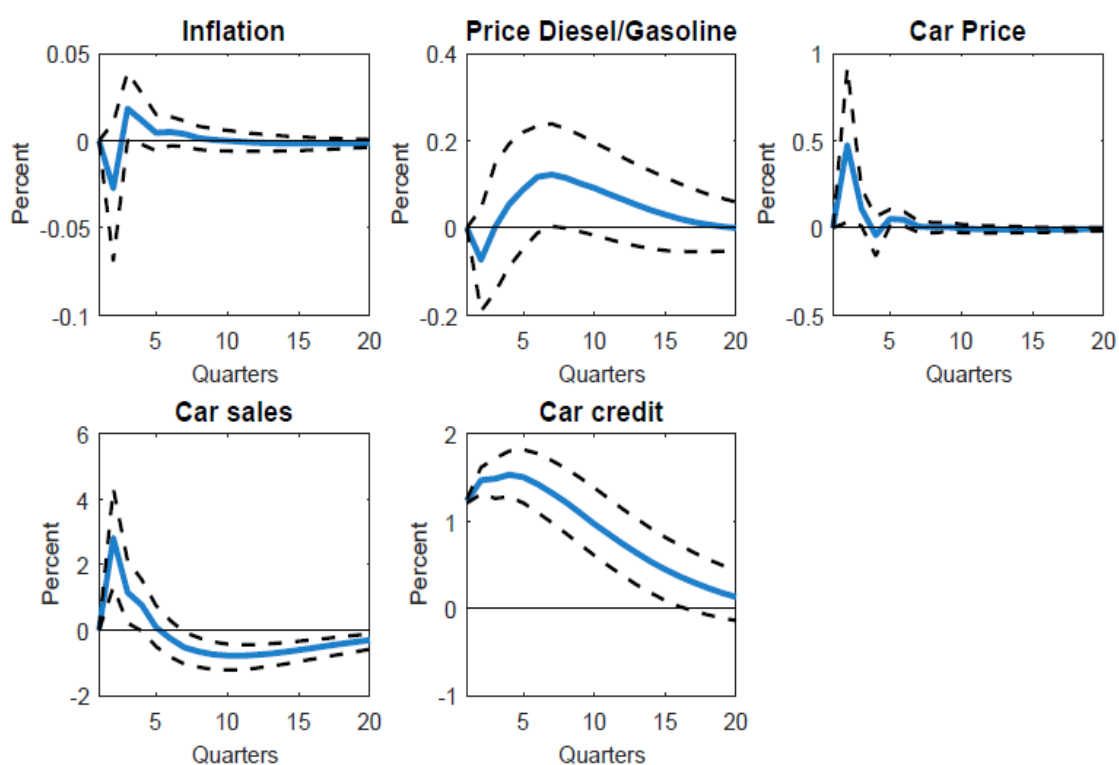 Inflation
Price Diesel/Gasoline
Car Price
0.05
0
-0.05
-0.1
Percent
5
10
15
20
Quarters
0.4
0.2
0
-0.2
Percent
5
10
15
20
Quarters
1
0.5
0
-0.5
Percent
5
10
15
20
Quarters
Car sales
Car credit
6
4
2
0
-2
Percent
5
10
15
20
Quarters
2
1
0
-1
Percent
5
10
15
20
Quarters